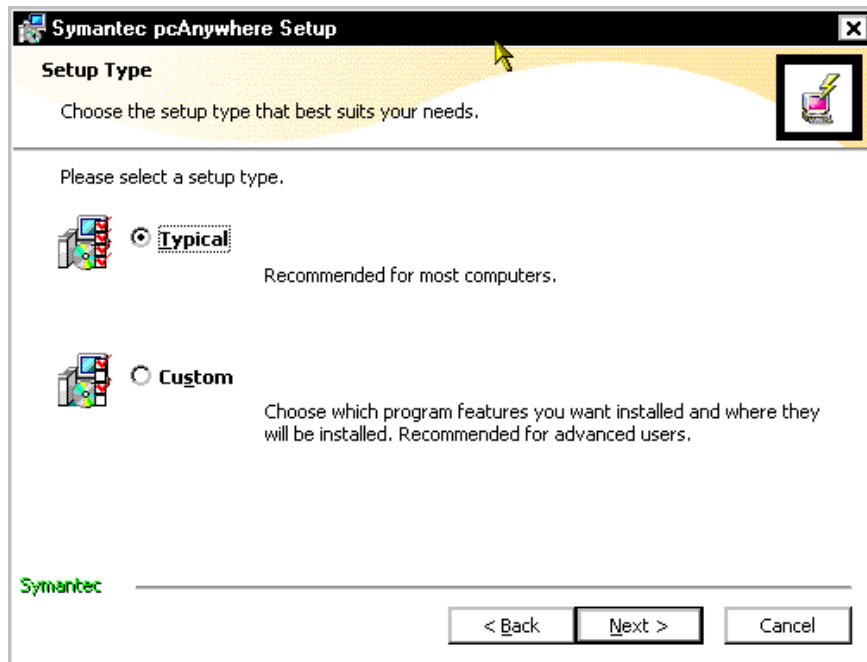 Symantec pcAnywhere Setup
Setup Type
Choose the setup type that best suits your needs.
Please select a setup type.
Typical
Recommended for most computers.
Custom
Choose which program features you want installed and where they
will be installed. Recommended for advanced users.
Symantec
< Back
Next >
Cancel